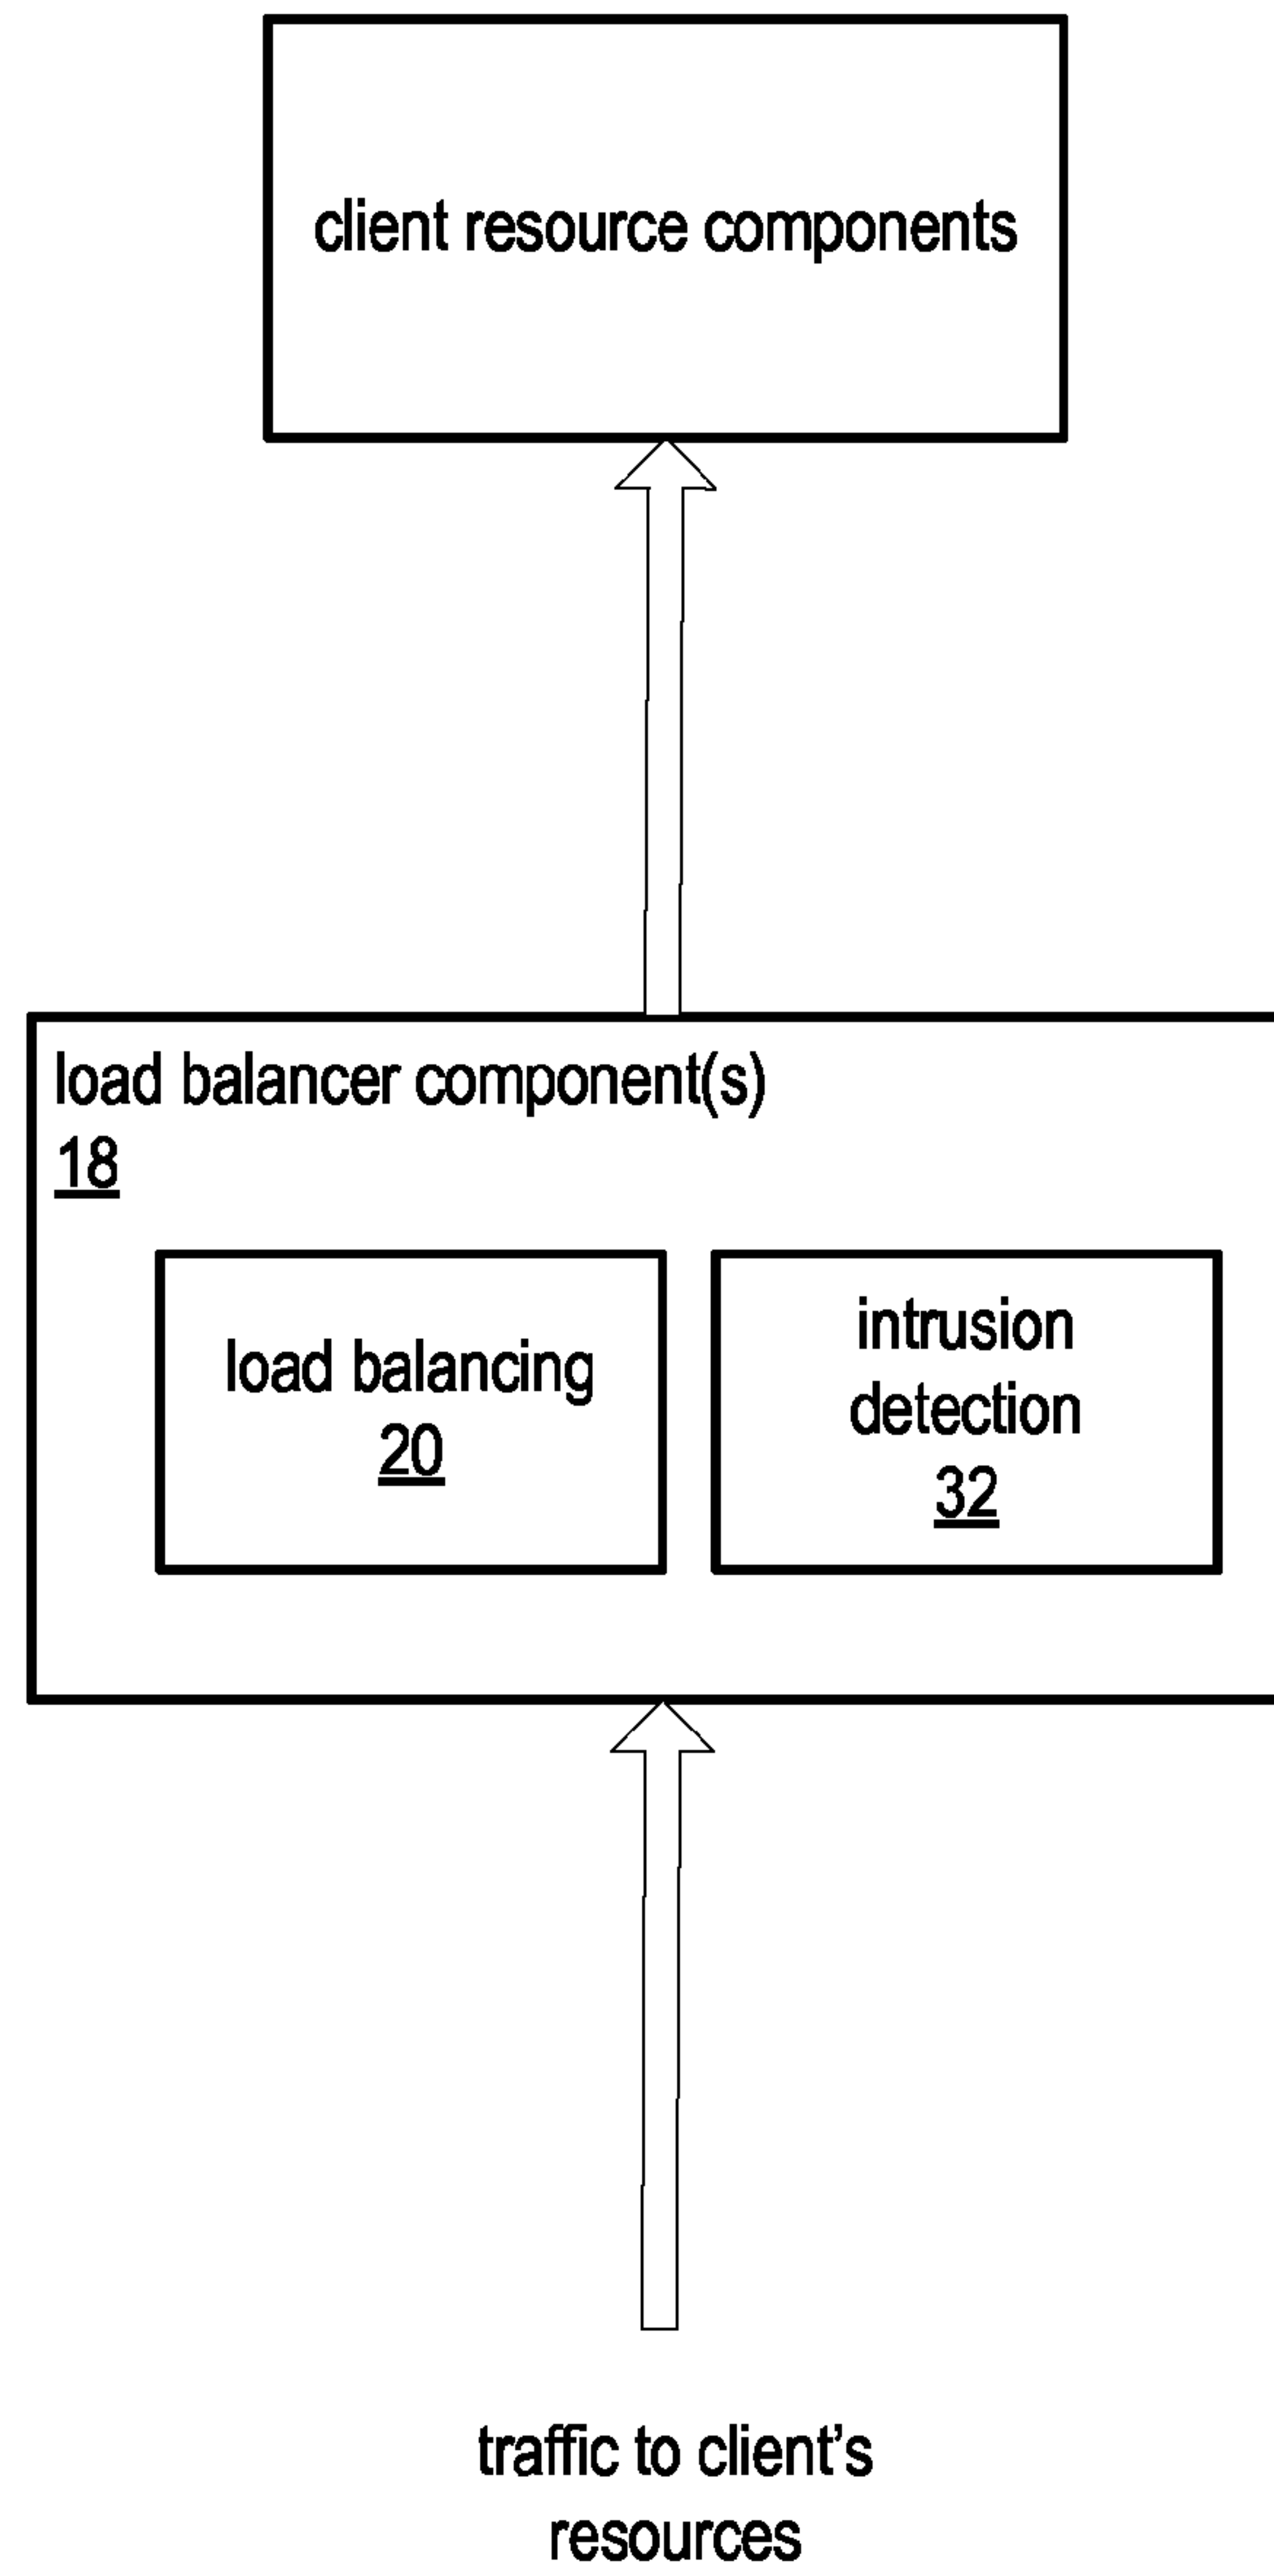 client resource components
load balancer component(s)
18
load balancing
20
intrusion
detection
32
traffic to client’s
resources